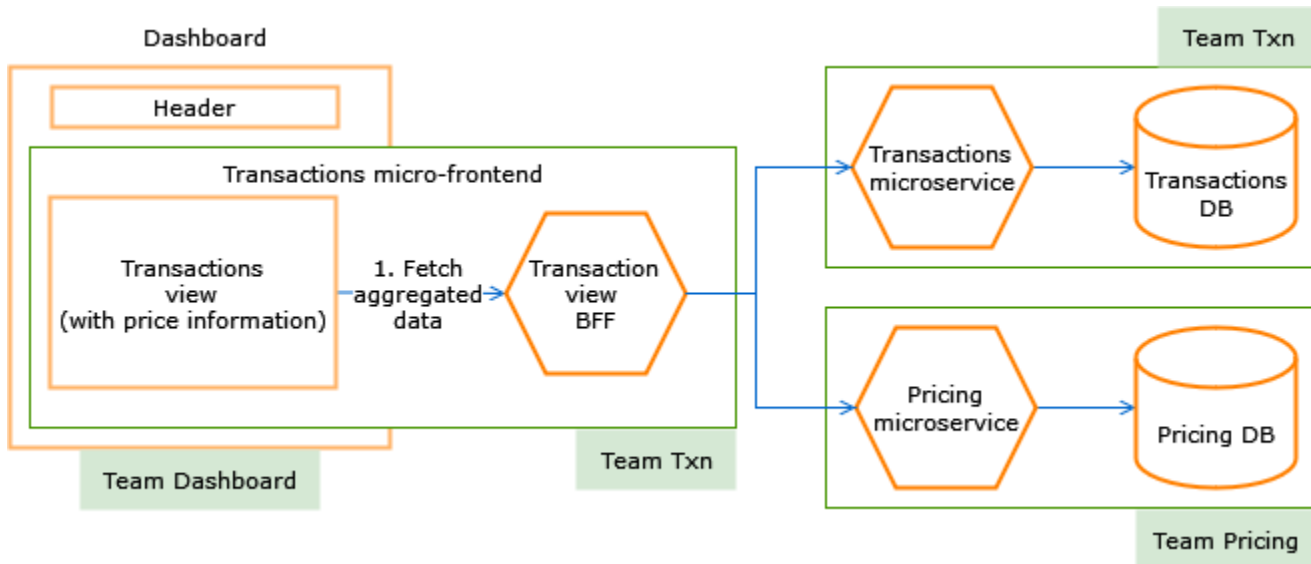 Dashboard
Team Txn
Header
Transactions micro-frontend
Transactions
view
(with price information)
1. Fetch
aggregated
data
Transaction
view
BFF
Transactions
microservice
Transactions
DB
Pricing
microservice
Pricing DB
Team Dashboard
Team Txn
Team Pricing